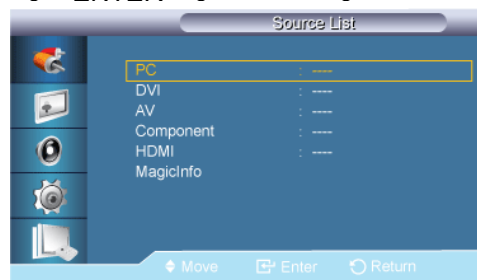 Source List
PC : ----
DVI : ----
AV : ----
Component : ----
HDMI : ----
MagicInfo
Move Enter Return